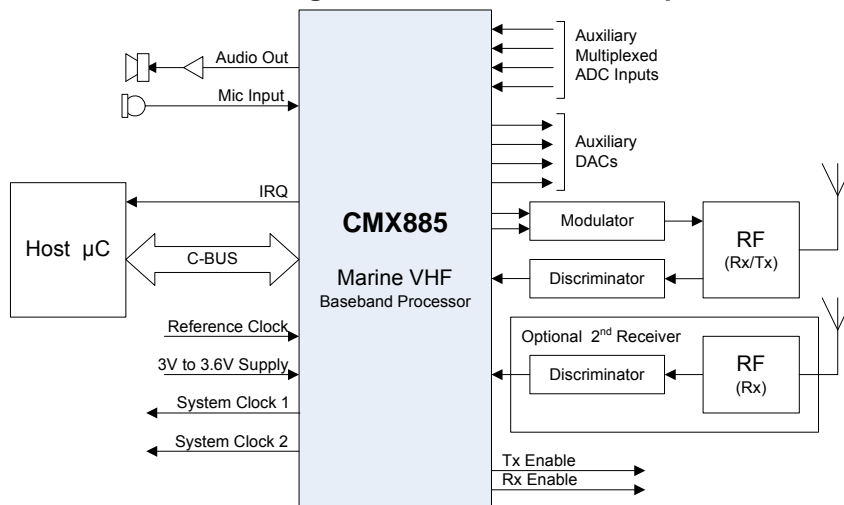 Audio Out
Mic Input
IRQ
Host µC
C-BUS
Reference Clock
3V to 3.6V Supply
System Clock 1
System Clock 2
CMX885
Marine VHF
Baseband Processor
Auxiliary
Multiplexed
ADC Inputs
Auxiliary
DACs
Modulator
Discriminator
RF
(Rx/Tx)
Optional 2nd Receiver
Discriminator
RF
(Rx)
Tx Enable
Rx Enable